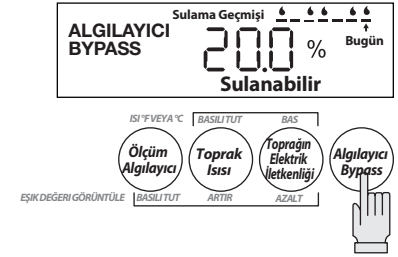 Sulama Geçmişi
ALGILAYICI
BYPASS
20.0 %
Bugün
Sulanabilir
ISI °F VEYA °C
BASILI TUT
BAS
Ölçüm
Algılayıcı
Toprak
Isısı
Toprağın
Elektrik
İletkenliği
Algılayıcı
Bypass
EŞIK DEĞERI GÖRÜNTÜLE
BASILI TUT
ARTIR
AZALT